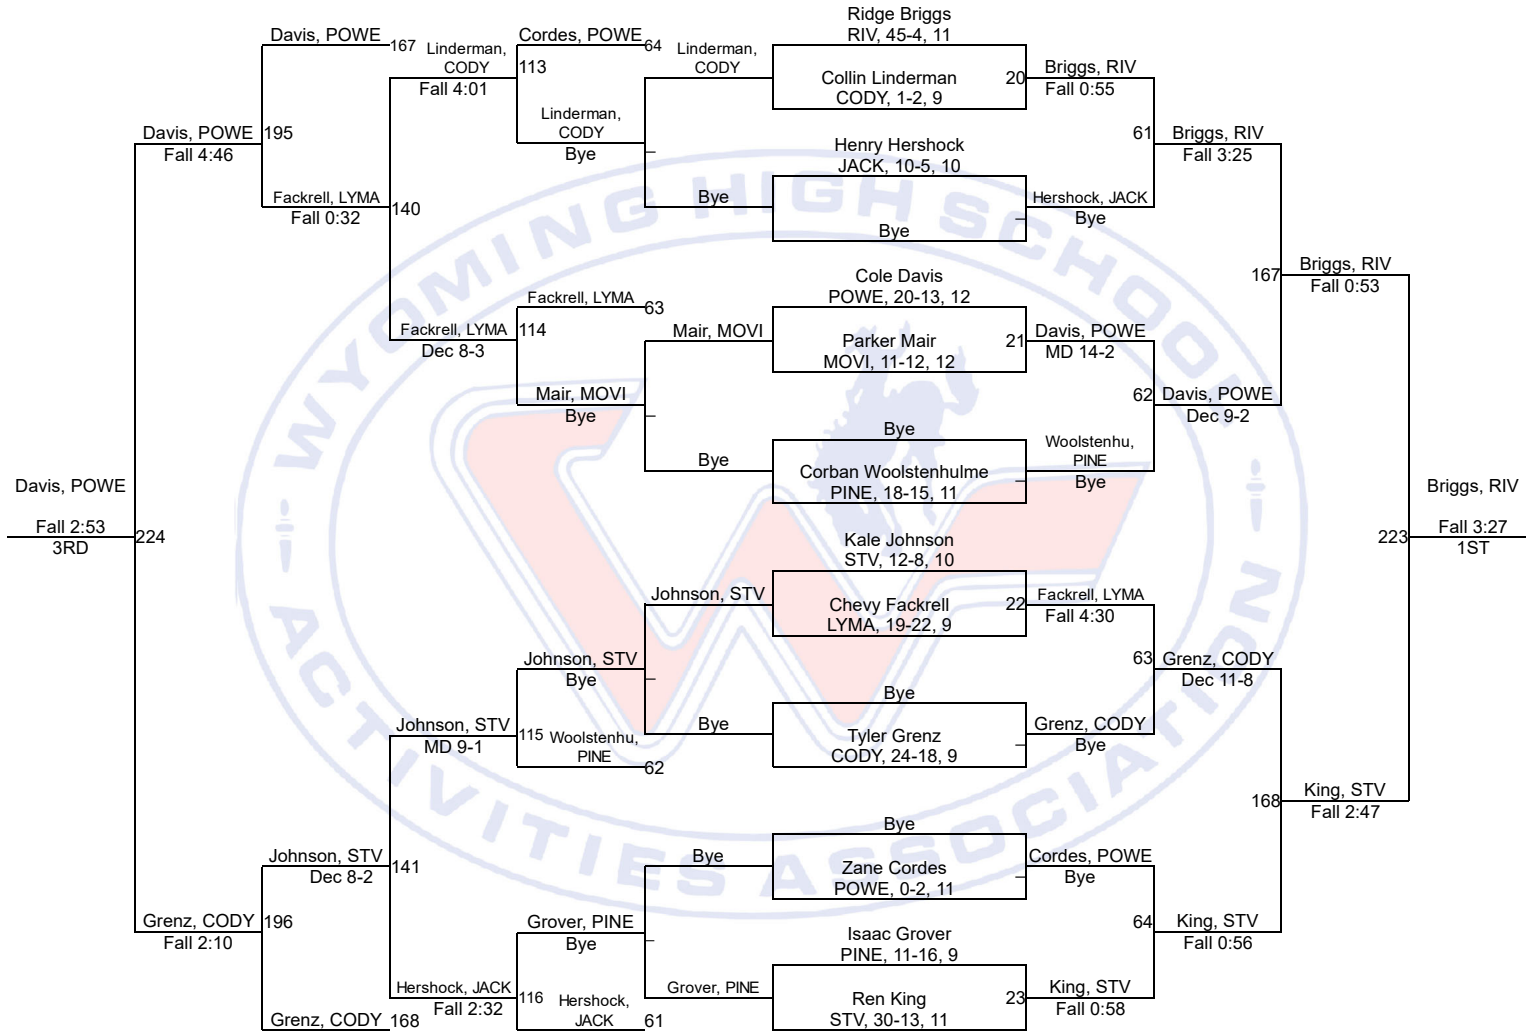 Ridge Briggs
RIV, 45-4, 11
Collin Linderman
CODY, 1-2, 9
20
Henry Hershock
JACK, 10-5, 10
Bye
Cole Davis
POWE, 20-13, 12
Parker Mair
MOVI, 11-12, 12
21
Bye
Corban Woolstenhulme
PINE, 18-15, 11
Kale Johnson
STV, 12-8, 10
Chevy Fackrell
LYMA, 19-22, 9
22
Bye
Tyler Grenz
CODY, 24-18, 9
Bye
Zane Cordes
POWE, 0-2, 11
Isaac Grover
PINE, 11-16, 9
Ren King
STV, 30-13, 11
23
Briggs, RIV
Fall 0:55
61
Hershock, JACK
Bye
Davis, POWE
MD 14-2
62
Woolstenhu,
PINE
Bye
Fackrell, LYMA
Fall 4:30
63
Grenz, CODY
Bye
Cordes, POWE
Bye
64
King, STV
Fall 0:58
Briggs, RIV
Fall 3:25
167
Davis, POWE
Dec 9-2
Grenz, CODY
Dec 11-8
168
King, STV
Fall 0:56
Briggs, RIV
Fall 0:53
223
King, STV
Fall 2:47
Briggs, RIV
Fall 3:27
1ST
Linderman,
CODY
Bye
Mair, MOVI
Bye
Johnson, STV
Bye
Bye
Grover, PINE
Cordes, POWE
64
113
Linderman,
CODY
Bye
Fackrell, LYMA
63
114
Mair, MOVI
Bye
Johnson, STV
Bye
115
Woolstenhu,
PINE
62
Grover, PINE
Bye
116
Hershock,
JACK
61
Linderman,
CODY
Fall 4:01
140
Fackrell, LYMA
Dec 8-3
Johnson, STV
MD 9-1
141
Hershock, JACK
Fall 2:32
Davis, POWE
167
195
Fackrell, LYMA
Fall 0:32
Johnson, STV
Dec 8-2
196
Grenz, CODY
168
Davis, POWE
Fall 4:46
224
Grenz, CODY
Fall 2:10
Davis, POWE
Fall 2:53
3RD
WYOMING HIGH SCHOOL
ACTIVITIES ASSOCIATION